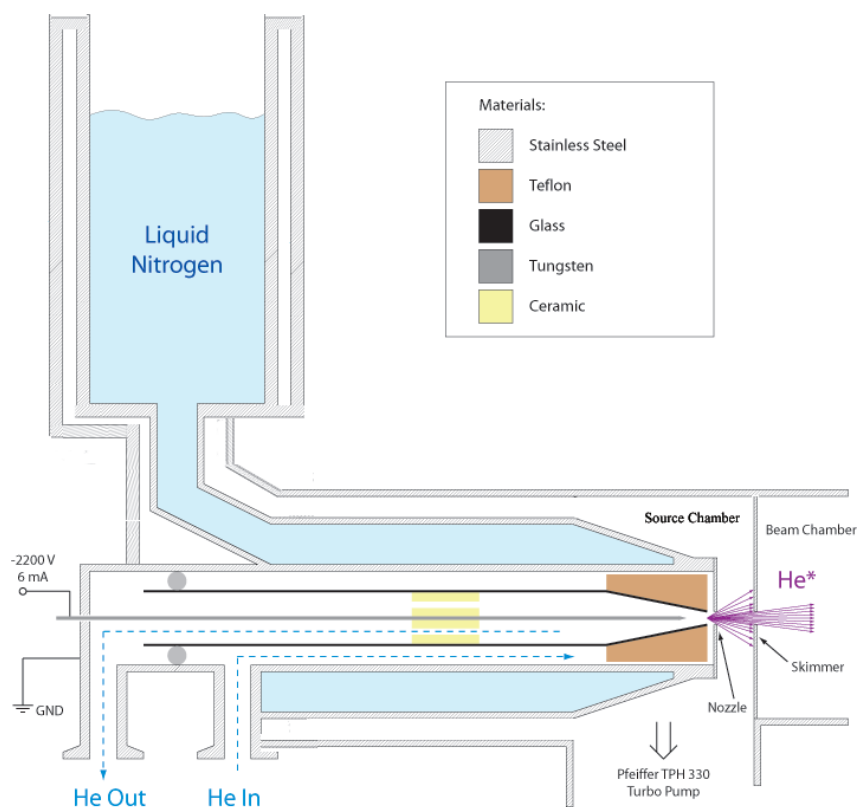 Materials:
Stainless Steel
Teflon
Glass
Tungsten
Ceramic
Liquid
Nitrogen
Source Chamber
Beam Chamber
-2200 V
6 mA
He*
Skimmer
Nozzle
GND
Pfeiffer TPH 330
Turbo Pump
He Out
He In